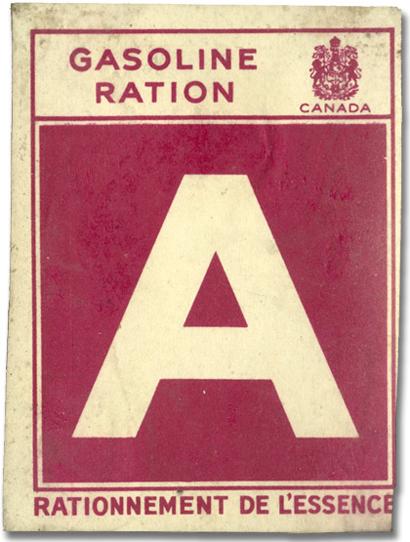 GASOLINE
RATION
CANADA
A
RATIONNEMENT DE L'ESSENCE